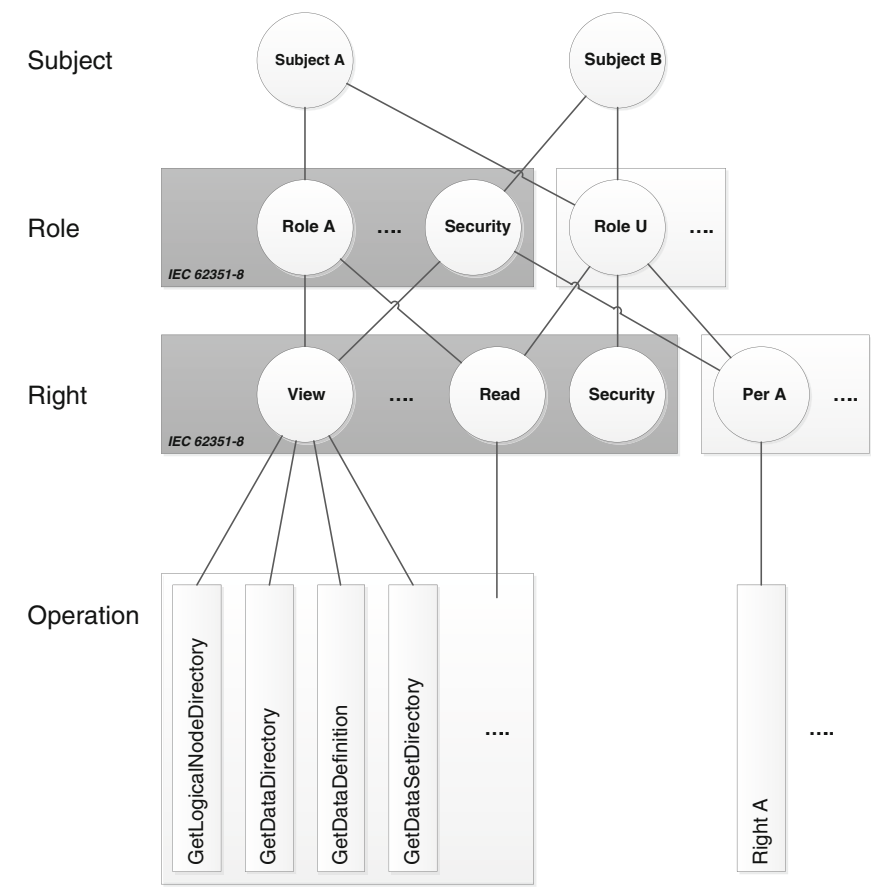 Subject
Subject A
Subject B
Role
Role A
....
Security
Role U
....
IEC 62351-8
Right
View
....
Read
Security
Per A
....
IEC 62351-8
Operation
GetLogicalNodeDirectory
GetDataDirectory
GetDataDefinition
GetDataSetDirectory
....
Right A
....